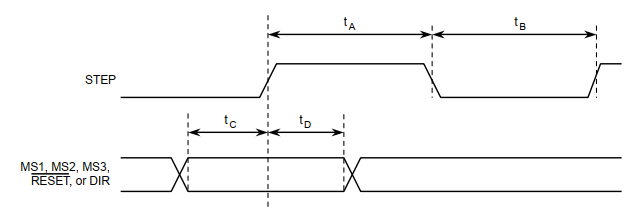 tA
tB
STEP
tC
tD
MS1, MS2, MS3,
RESET, or DIR